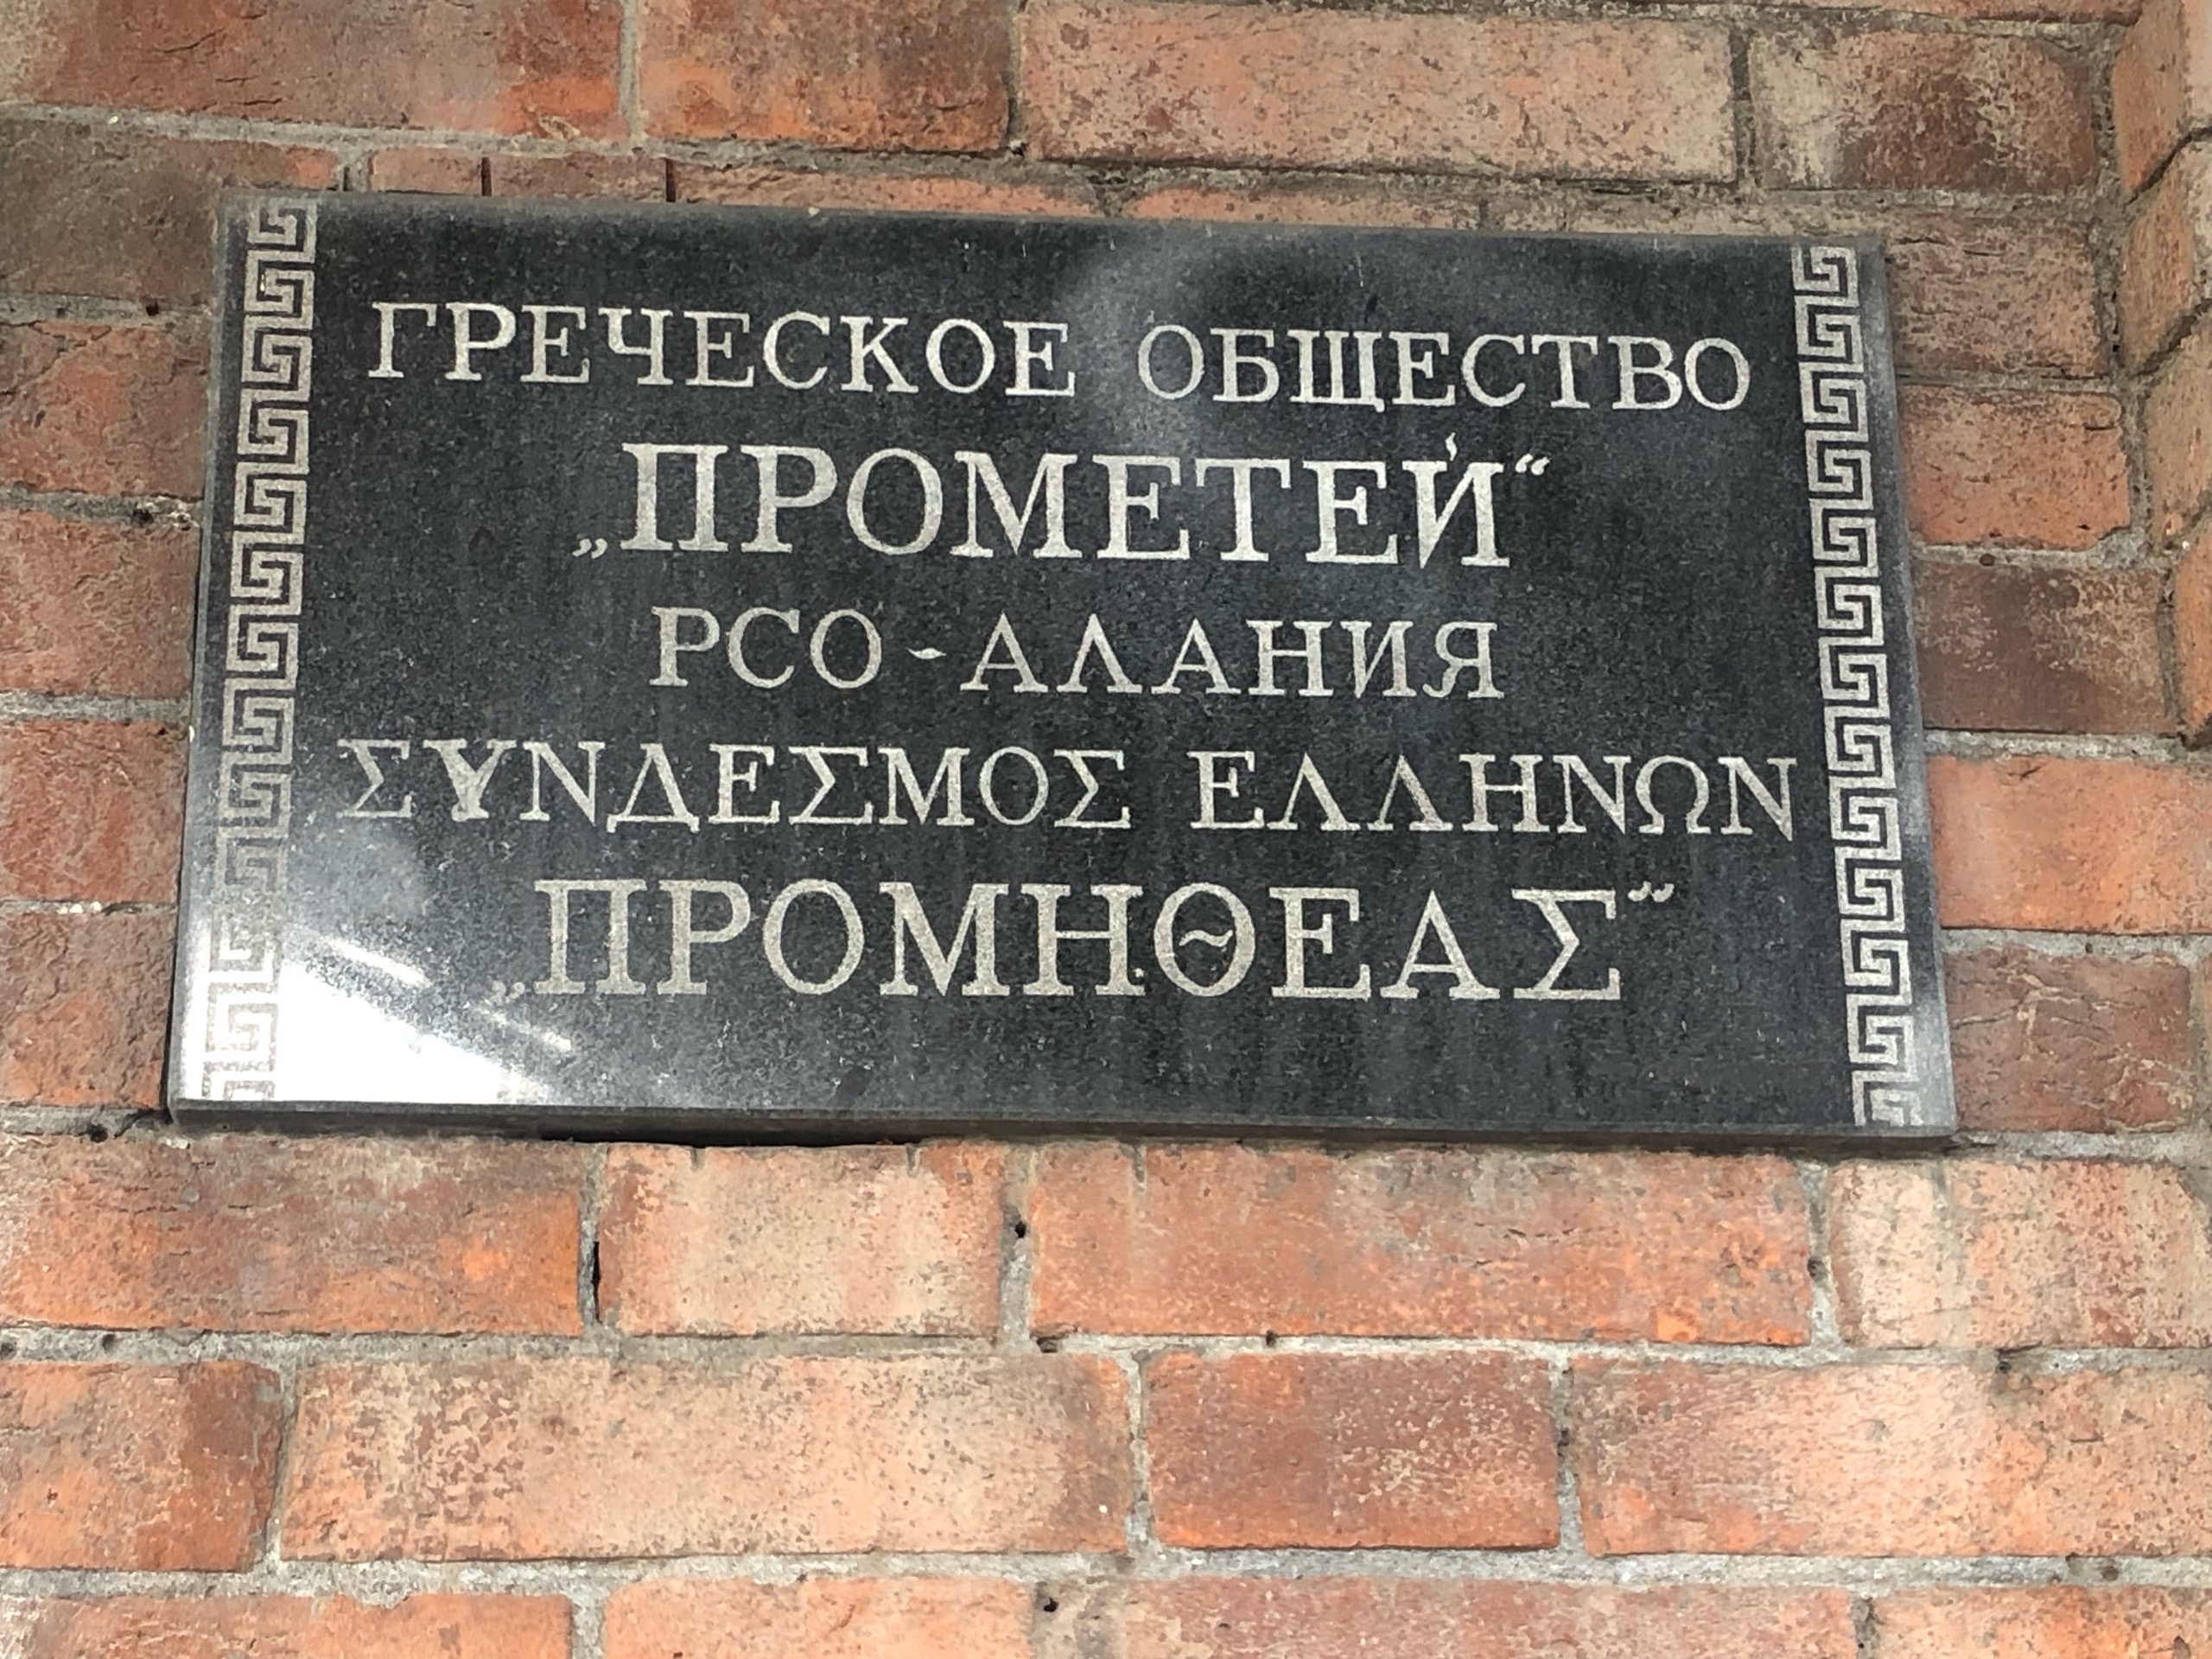 ГРЕЧЕСКОЕ ОБЩЕСТВО
„ПРОМЕТЕЙ“
РСО-АЛАНИЯ
ΣΥΝΔΕΣΜΟΣ ΕΛΛΗΝΩΝ
„ΠΡΟΜΗΘΕΑΣ”